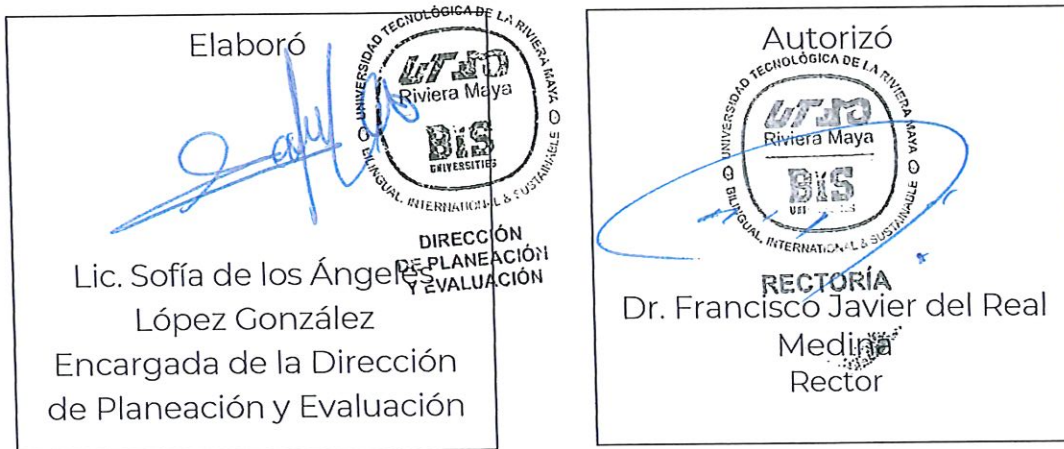 Elaboró
UNIVERSIDAD TECNOLÓGICA DE LA RIVIERA MAYA
Riviera Maya
BIS
UNIVERSITIES
BILINGUAL, INTERNATIONAL & SUSTAINABLE
DIRECCIÓN
DE PLANEACIÓN
Y EVALUACIÓN
Lic. Sofía de los Ángeles
López González
Encargada de la Dirección
de Planeación y Evaluación
Autorizó
UNIVERSIDAD TECNOLÓGICA DE LA RIVIERA MAYA
Riviera Maya
BIS
BILINGUAL, INTERNATIONAL & SUSTAINABLE
RECTORÍA
Dr. Francisco Javier del Real
Medina
Rector